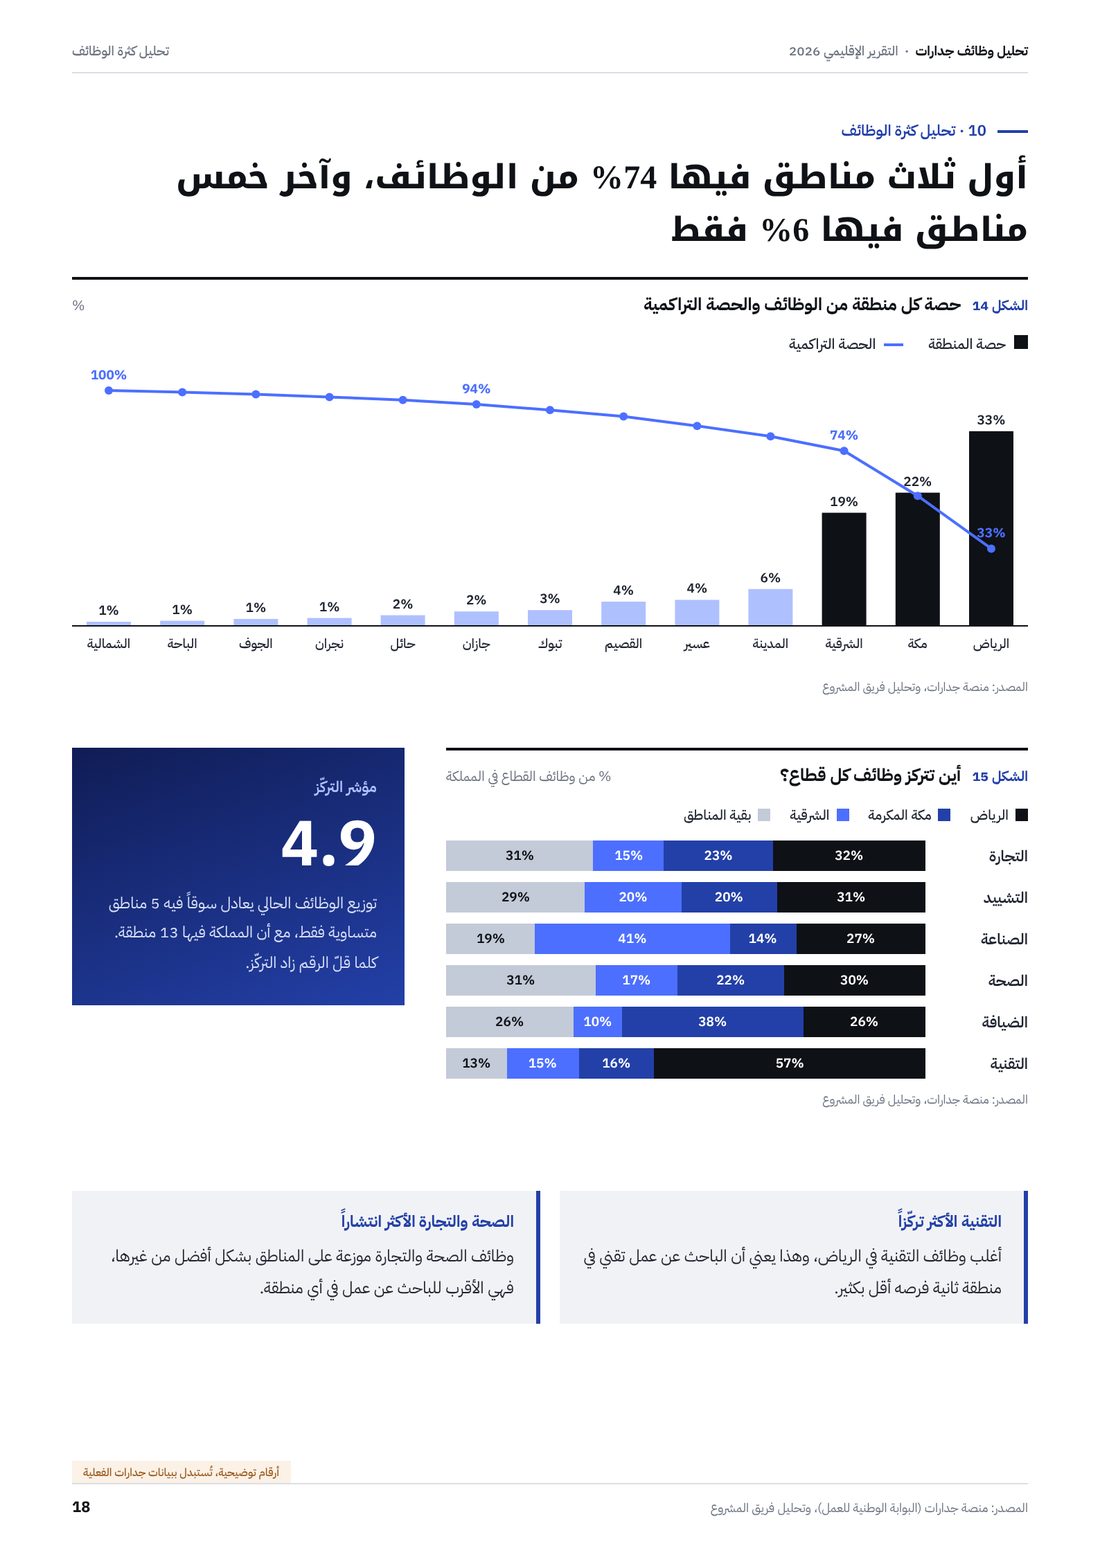 تحليل وظائف جدارات · التقرير الإقليمي 2026
تحليل كثرة الوظائف
10 · تحليل كثرة الوظائف
أول ثلاث مناطق فيها 74% من الوظائف، وآخر خمس
مناطق فيها 6% فقط
الشكل 14 حصة كل منطقة من الوظائف والحصة التراكمية
%
حصة المنطقة الحصة التراكمية
33% 74% 94% 100%
33% 22% 19% 6% 4% 4% 3% 2% 2% 1% 1% 1% 1%
الرياض مكة الشرقية المدينة عسير القصيم تبوك جازان حائل نجران الجوف الباحة الشمالية
المصدر: منصة جدارات، وتحليل فريق المشروع
الشكل 15 أين تتركز وظائف كل قطاع؟
% من وظائف القطاع في المملكة
الرياض مكة المكرمة الشرقية بقية المناطق
التجارة 32% 23% 15% 31%
التشييد 31% 20% 20% 29%
الصناعة 27% 14% 41% 19%
الصحة 30% 22% 17% 31%
الضيافة 26% 38% 10% 26%
التقنية 57% 16% 15% 13%
المصدر: منصة جدارات، وتحليل فريق المشروع
مؤشر التركّز
4.9
توزيع الوظائف الحالي يعادل سوقاً فيه 5 مناطق
متساوية فقط، مع أن المملكة فيها 13 منطقة.
كلما قلّ الرقم زاد التركّز.
التقنية الأكثر تركّزاً
أغلب وظائف التقنية في الرياض، وهذا يعني أن الباحث عن عمل تقني في
منطقة ثانية فرصه أقل بكثير.
الصحة والتجارة الأكثر انتشاراً
وظائف الصحة والتجارة موزعة على المناطق بشكل أفضل من غيرها،
فهي الأقرب للباحث عن عمل في أي منطقة.
أرقام توضيحية، تُستبدل ببيانات جدارات الفعلية
المصدر: منصة جدارات (البوابة الوطنية للعمل)، وتحليل فريق المشروع
18